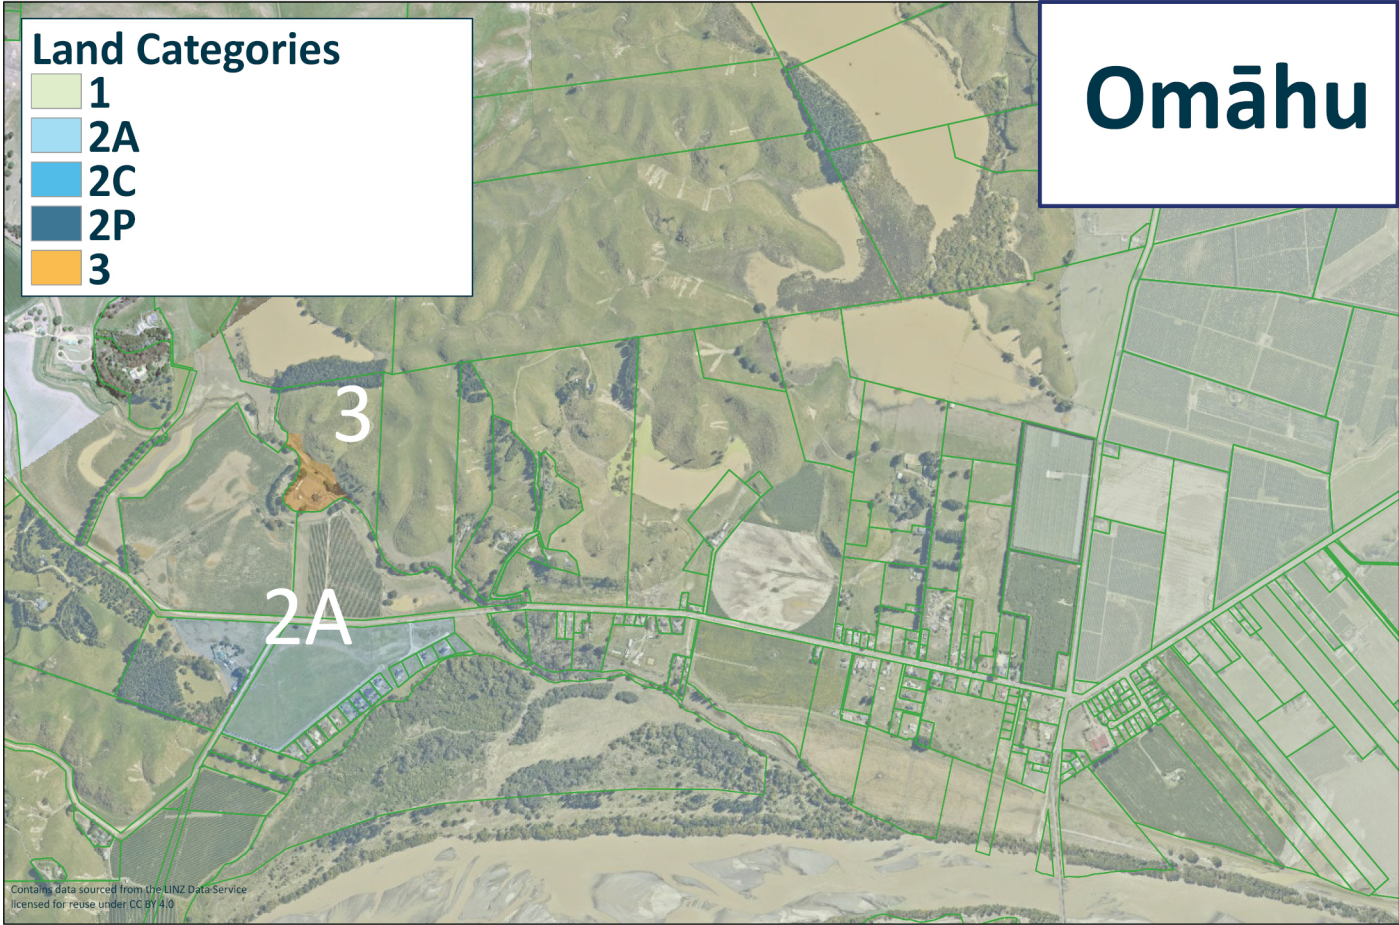 Land Categories
1
2A
2C
2P
3
Omāhu
3
2A
Contains data sourced from the LINZ Data Service
licensed for reuse under CC BY 4.0